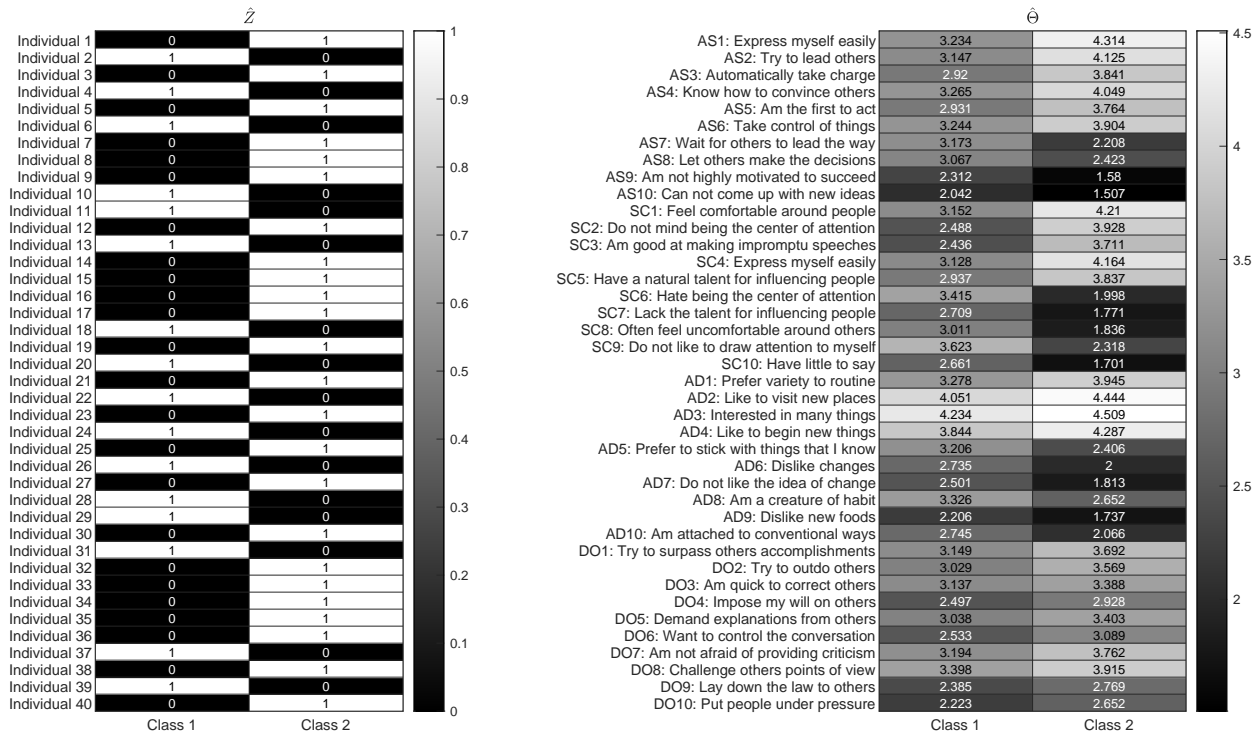 Ẑ
Individual 1 0 1
Individual 2 1 0
Individual 3 0 1
Individual 4 1 0
Individual 5 0 1
Individual 6 1 0
Individual 7 0 1
Individual 8 0 1
Individual 9 0 1
Individual 10 1 0
Individual 11 1 0
Individual 12 0 1
Individual 13 1 0
Individual 14 0 1
Individual 15 0 1
Individual 16 0 1
Individual 17 0 1
Individual 18 1 0
Individual 19 0 1
Individual 20 1 0
Individual 21 0 1
Individual 22 1 0
Individual 23 0 1
Individual 24 1 0
Individual 25 0 1
Individual 26 1 0
Individual 27 0 1
Individual 28 1 0
Individual 29 1 0
Individual 30 0 1
Individual 31 1 0
Individual 32 0 1
Individual 33 0 1
Individual 34 0 1
Individual 35 0 1
Individual 36 0 1
Individual 37 1 0
Individual 38 0 1
Individual 39 1 0
Individual 40 0 1
Class 1 Class 2
1
0.9
0.8
0.7
0.6
0.5
0.4
0.3
0.2
0.1
0
Θ̂
AS1: Express myself easily 3.234 4.314
AS2: Try to lead others 3.147 4.125
AS3: Automatically take charge 2.92 3.841
AS4: Know how to convince others 3.265 4.049
AS5: Am the first to act 2.931 3.764
AS6: Take control of things 3.244 3.904
AS7: Wait for others to lead the way 3.173 2.208
AS8: Let others make the decisions 3.067 2.423
AS9: Am not highly motivated to succeed 2.312 1.58
AS10: Can not come up with new ideas 2.042 1.507
SC1: Feel comfortable around people 3.152 4.21
SC2: Do not mind being the center of attention 2.488 3.928
SC3: Am good at making impromptu speeches 2.436 3.711
SC4: Express myself easily 3.128 4.164
SC5: Have a natural talent for influencing people 2.937 3.837
SC6: Hate being the center of attention 3.415 1.998
SC7: Lack the talent for influencing people 2.709 1.771
SC8: Often feel uncomfortable around others 3.011 1.836
SC9: Do not like to draw attention to myself 3.623 2.318
SC10: Have little to say 2.661 1.701
AD1: Prefer variety to routine 3.278 3.945
AD2: Like to visit new places 4.051 4.444
AD3: Interested in many things 4.234 4.509
AD4: Like to begin new things 3.844 4.287
AD5: Prefer to stick with things that I know 3.206 2.406
AD6: Dislike changes 2.735 2
AD7: Do not like the idea of change 2.501 1.813
AD8: Am a creature of habit 3.326 2.652
AD9: Dislike new foods 2.206 1.737
AD10: Am attached to conventional ways 2.745 2.066
DO1: Try to surpass others accomplishments 3.149 3.692
DO2: Try to outdo others 3.029 3.569
DO3: Am quick to correct others 3.137 3.388
DO4: Impose my will on others 2.497 2.928
DO5: Demand explanations from others 3.038 3.403
DO6: Want to control the conversation 2.533 3.089
DO7: Am not afraid of providing criticism 3.194 3.762
DO8: Challenge others points of view 3.398 3.915
DO9: Lay down the law to others 2.385 2.769
DO10: Put people under pressure 2.223 2.652
Class 1 Class 2
4.5
4
3.5
3
2.5
2